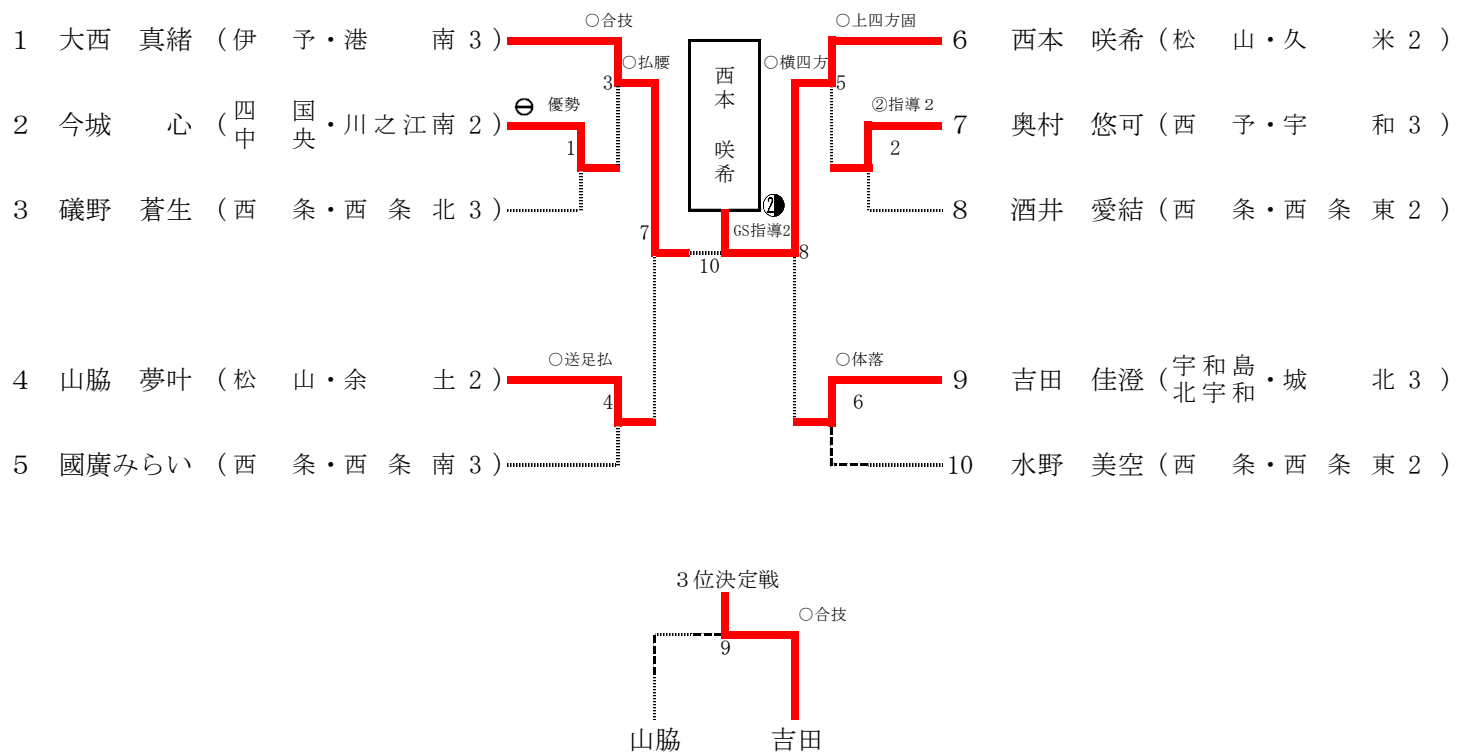 ○合技
○上四方固
1 大西 真緒 （伊 予・港 南3）
6 西本 咲希（松 山・久 米2）
○払腰
○横四方
西本 咲希
3
5
⊖ 優勢
②指導2
2 今城 心 （四国中央・川之江南2）
7 奥村 悠可（西 予・宇 和3）
1
2
3 礒野 蒼生 （西 条・西条北3）
8 酒井 愛結（西 条・西条東2）
②
GS指導2
7
8
10
○送足払
○体落
4 山脇 夢叶 （松 山・余 土2）
9 吉田 佳澄（宇和島北宇和・城 北3）
4
6
5 國廣みらい （西 条・西条南3）
10 水野 美空（西 条・西条東2）
3位決定戦
○合技
9
山脇 吉田